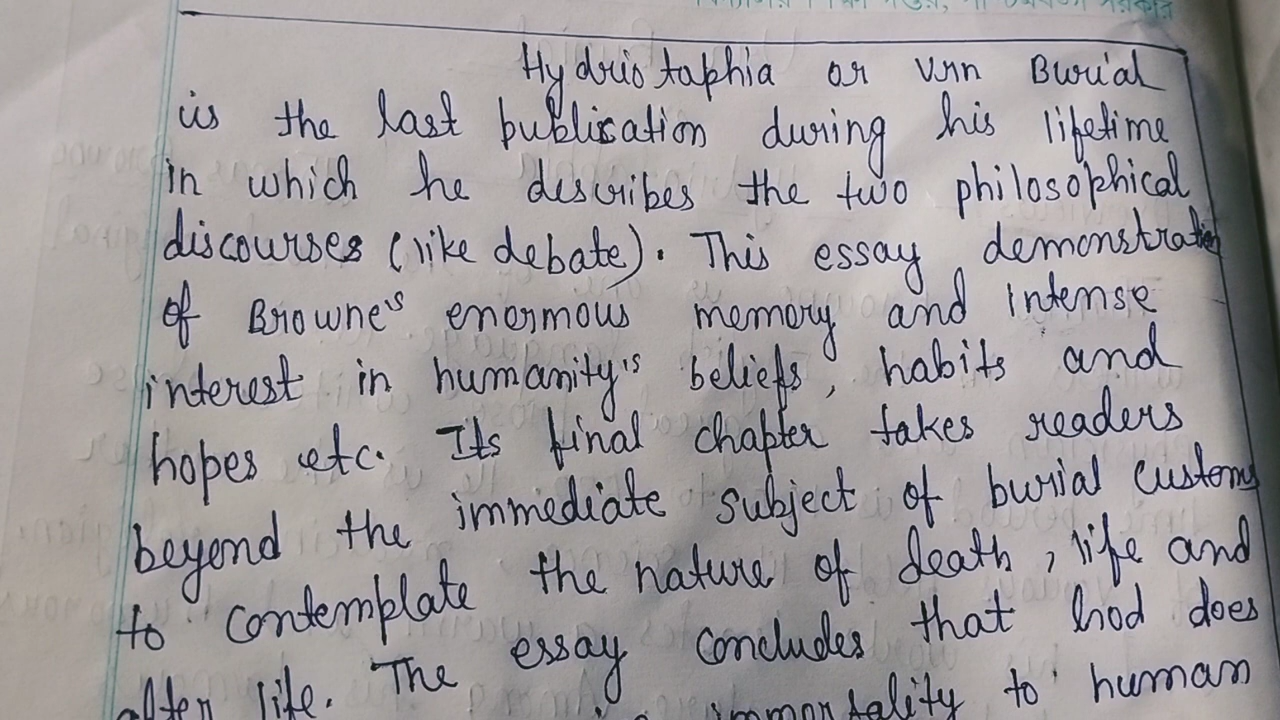 Hydriotaphia or Urn Burial
is the last publication during his lifetime
in which he describes the two philosophical
discourses (like debate). This essay demonstrates
of Browne's enormous memory and intense
interest in humanity's beliefs, habits and
hopes etc. Its final chapter takes readers
beyond the immediate subject of burial customs
to contemplate the nature of death, life and
after life. The essay concludes that God does
immortality to human